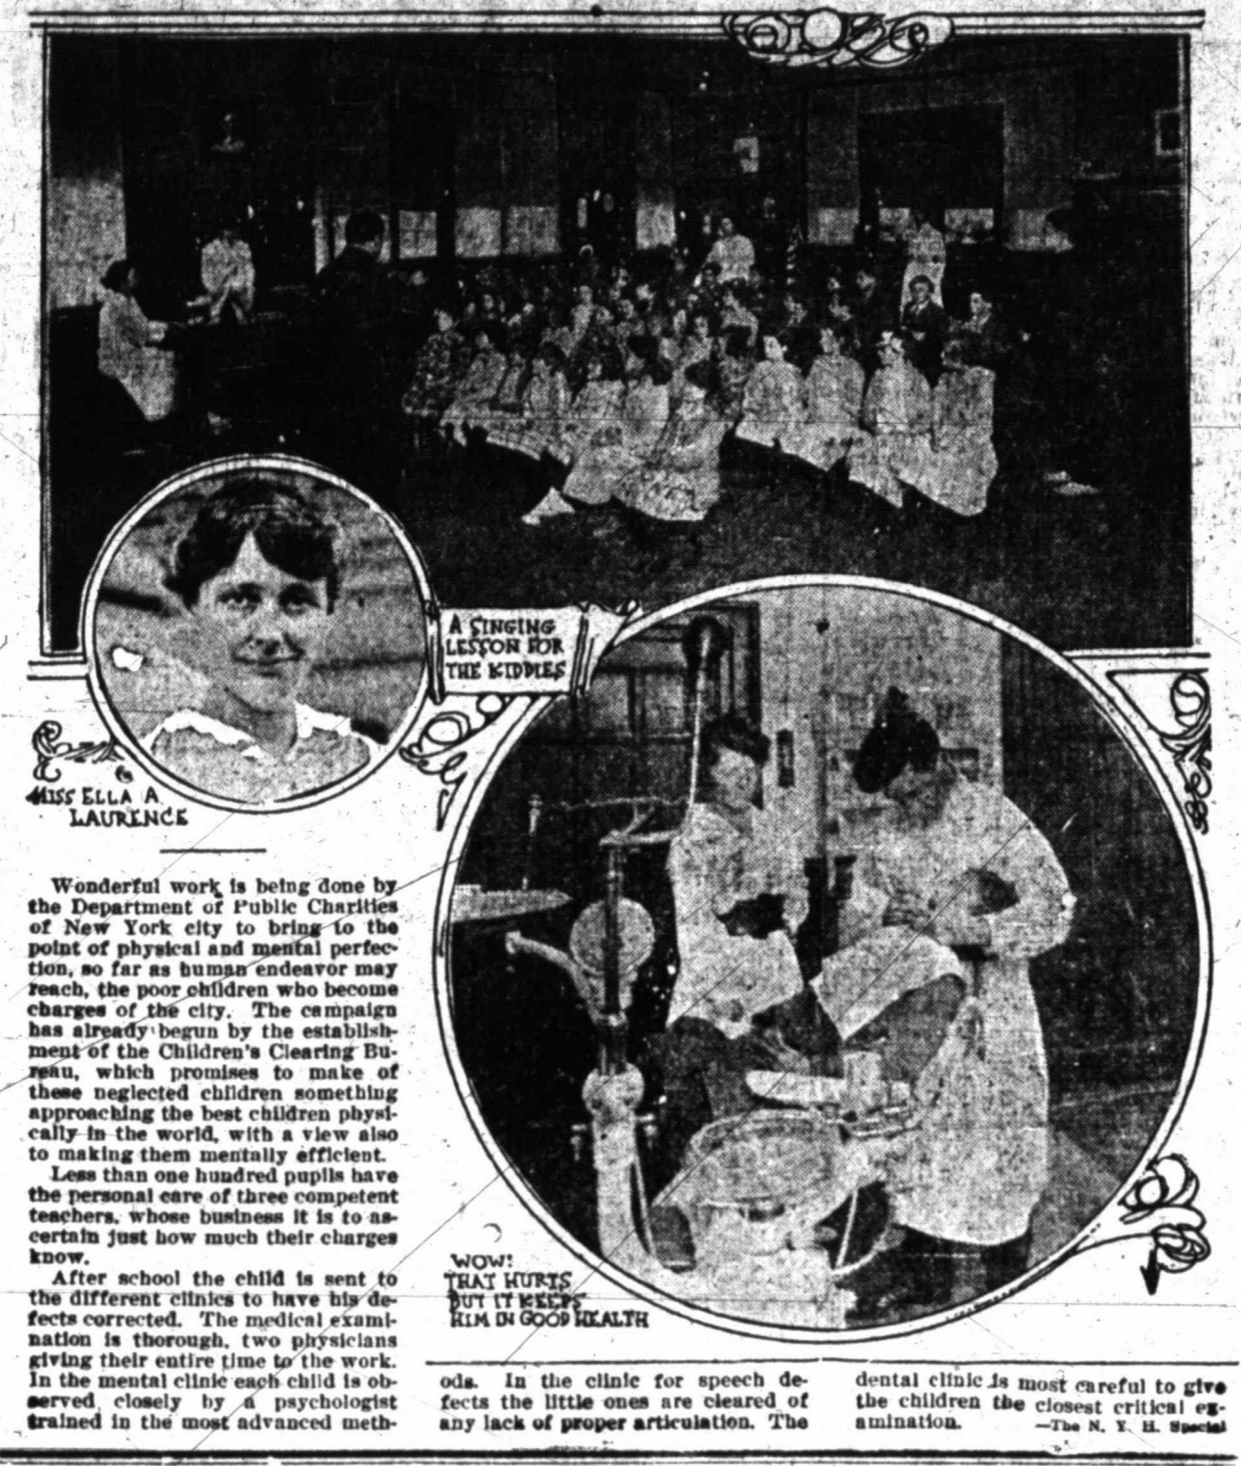 A SINGING
LESSON FOR
THE KIDDIES
MISS ELLA A.
LAURENCE
Wonderful work is being done by
the Department of Public Charities
of New York city to bring to the
point of physical and mental perfec-
tion, so far as human endeavor may
reach, the poor children who become
charges of the city. The campaign
has already begun by the establish-
ment of the Children's Clearing Bu-
reau, which promises to make of
these neglected children something
approaching the best children physi-
cally in the world, with a view also
to making them mentally efficient.
Less than one hundred pupils have
the personal care of three competent
teachers, whose business it is to as-
certain just how much their charges
know.
After school the child is sent to
the different clinics to have his de-
fects corrected. The medical exami-
nation is thorough, two physicians
giving their entire time to the work.
In the mental clinic each child is ob-
served closely by a psychologist
trained in the most advanced meth-
WOW!
THAT HURTS
BUT IT KEEPS
HIM IN GOOD HEALTH
ods. In the clinic for speech de-
fects the little ones are cleared of
any lack of proper articulation. The
dental clinic is most careful to give
the children the closest critical ex-
amination.
—The N. Y. H. Special